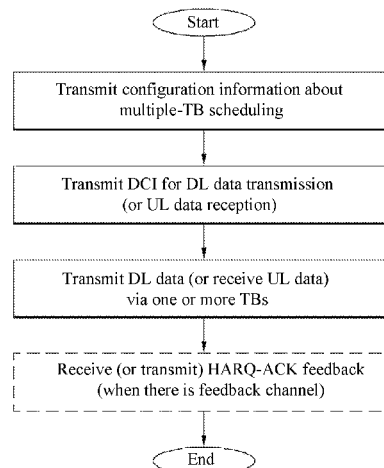 Start
Transmit configuration information about
multiple-TB scheduling
Transmit DCI for DL data transmission
(or UL data reception)
Transmit DL data (or receive UL data)
via one or more TBs
Receive (or transmit) HARQ-ACK feedback
(when there is feedback channel)
End